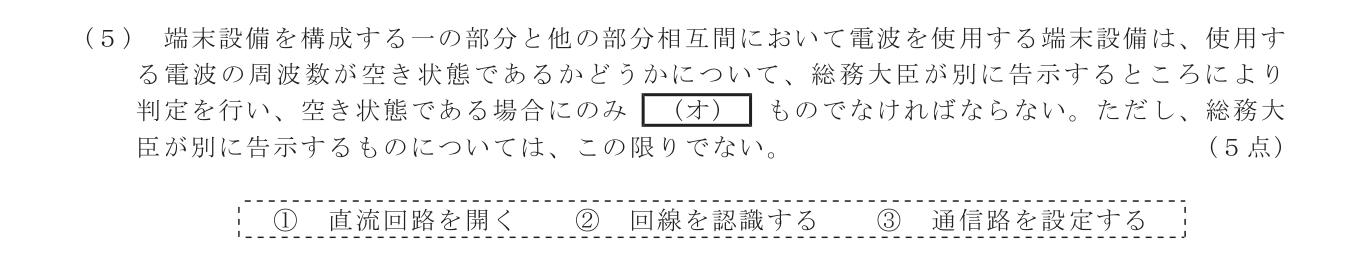 （５）　端末設備を構成する一の部分と他の部分相互間において電波を使用する端末設備は、使用す
る電波の周波数が空き状態であるかどうかについて、総務大臣が別に告示するところにより
判定を行い、空き状態である場合にのみ　（オ）　ものでなければならない。ただし、総務大
臣が別に告示するものについては、この限りでない。　（５点）
①　直流回路を開く　②　回線を認識する　③　通信路を設定する